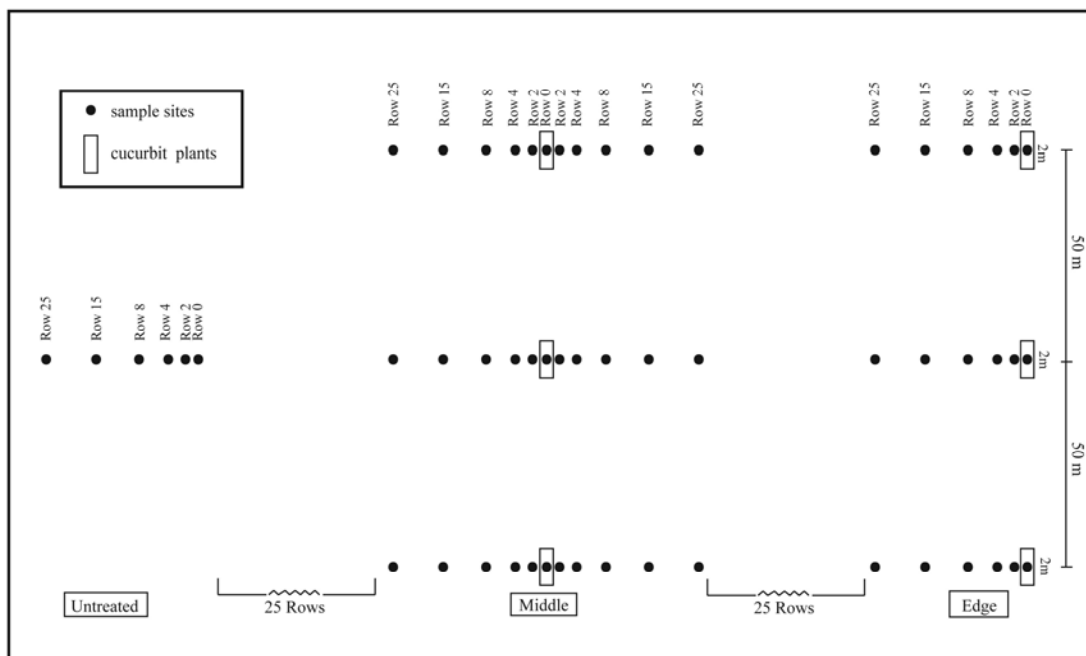 sample sites
cucurbit plants
Row 25
Row 15
Row 8
Row 4
Row 2
Row 0
Row 2
Row 4
Row 8
Row 15
Row 25
Row 25
Row 15
Row 8
Row 4
Row 2
Row 0
2m
50 m
Row 25
Row 15
Row 8
Row 4
Row 2
Row 0
2m
50 m
2m
Untreated
25 Rows
Middle
25 Rows
Edge